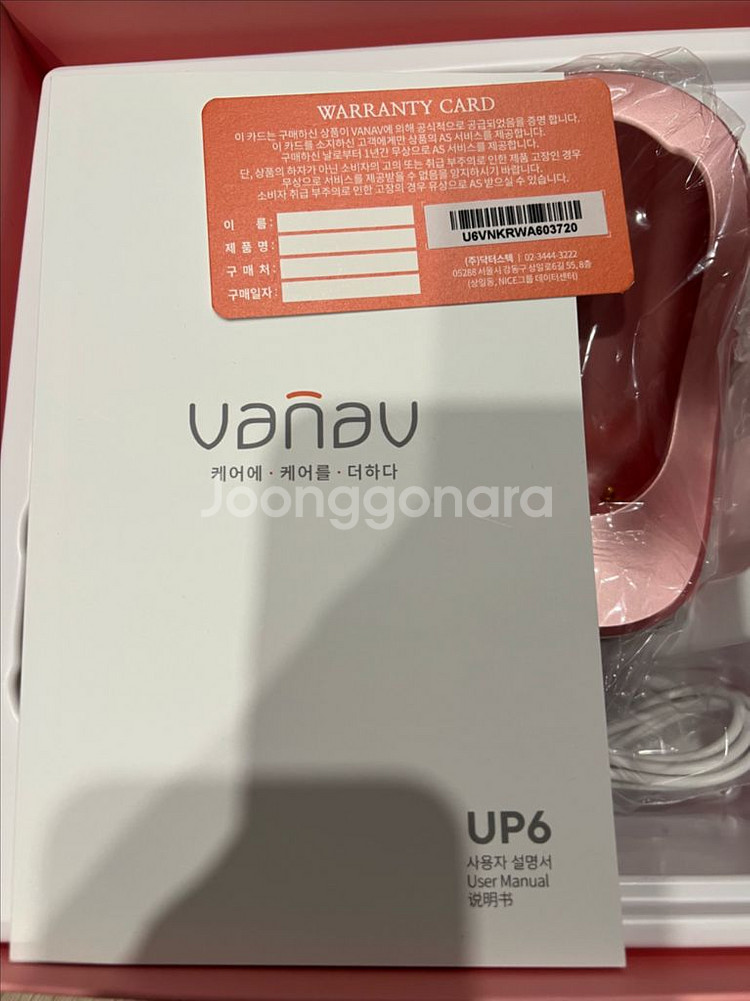 WARRANTY CARD
이 카드는 구매하신 상품이 VANAV에 의해 공식적으로 공급되었음을 증명 합니다.
이 카드를 소지하신 고객에게만 상품의 AS 서비스를 제공합니다.
구매하신 날로부터 1년간 무상으로 AS 서비스를 제공합니다.
단, 상품의 하자가 아닌 소비자의 고의 또는 취급 부주의로 인한 제품 고장인 경우
무상으로 서비스를 제공받을 수 없음을 양지하시기 바랍니다.
소비자 취급 부주의로 인한 고장의 경우 유상으로 AS 받으실 수 있습니다.
이 름 :
제 품 명 :
구 매 처 :
구매일자 :
U6VNKRWA603720
(주)닥터스텍 | 02-3444-3222
05288 서울시 강동구 상일로6길 55, 8층
(상일동, NICE그룹 데이터센터)
vanav
케어에 · 케어를 · 더하다
Joonggonara
UP6
사용자 설명서
User Manual
说明书